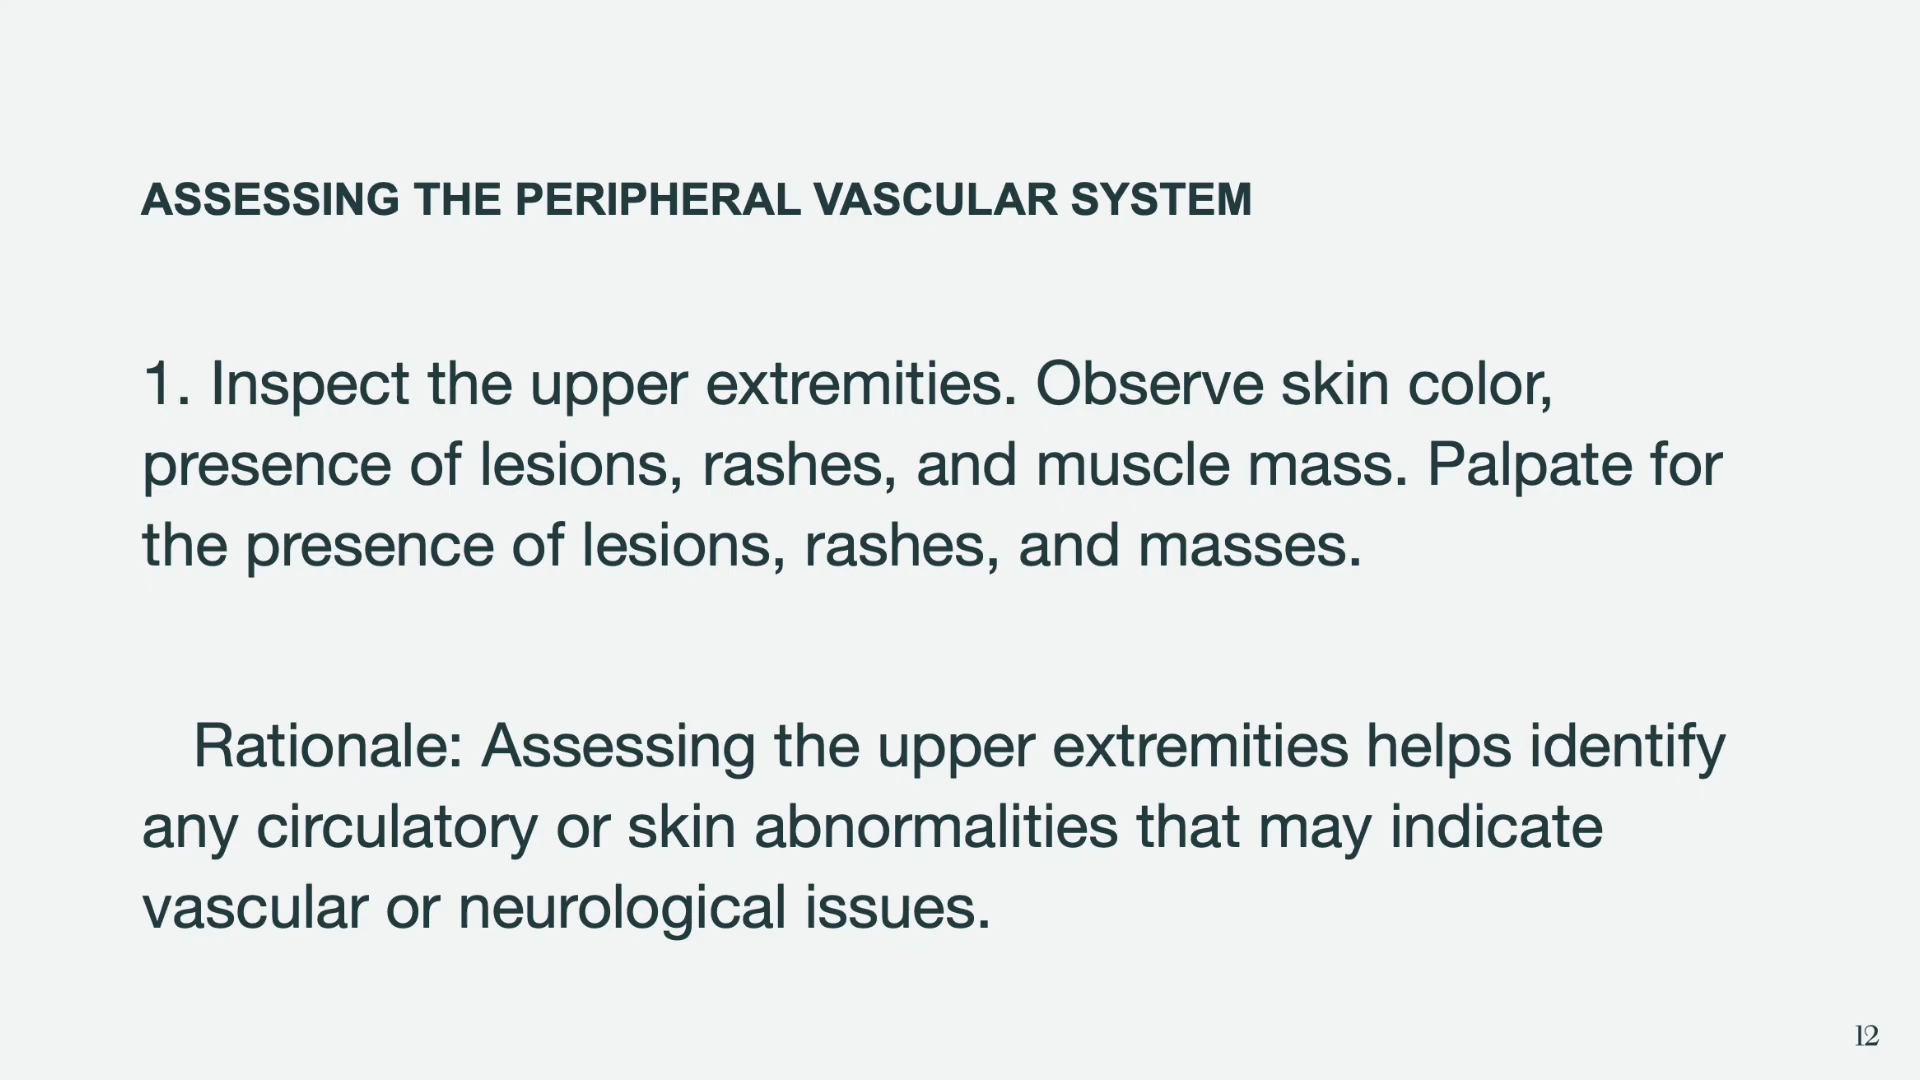 ASSESSING THE PERIPHERAL VASCULAR SYSTEM
1. Inspect the upper extremities. Observe skin color,
presence of lesions, rashes, and muscle mass. Palpate for
the presence of lesions, rashes, and masses.
Rationale: Assessing the upper extremities helps identify
any circulatory or skin abnormalities that may indicate
vascular or neurological issues.
12